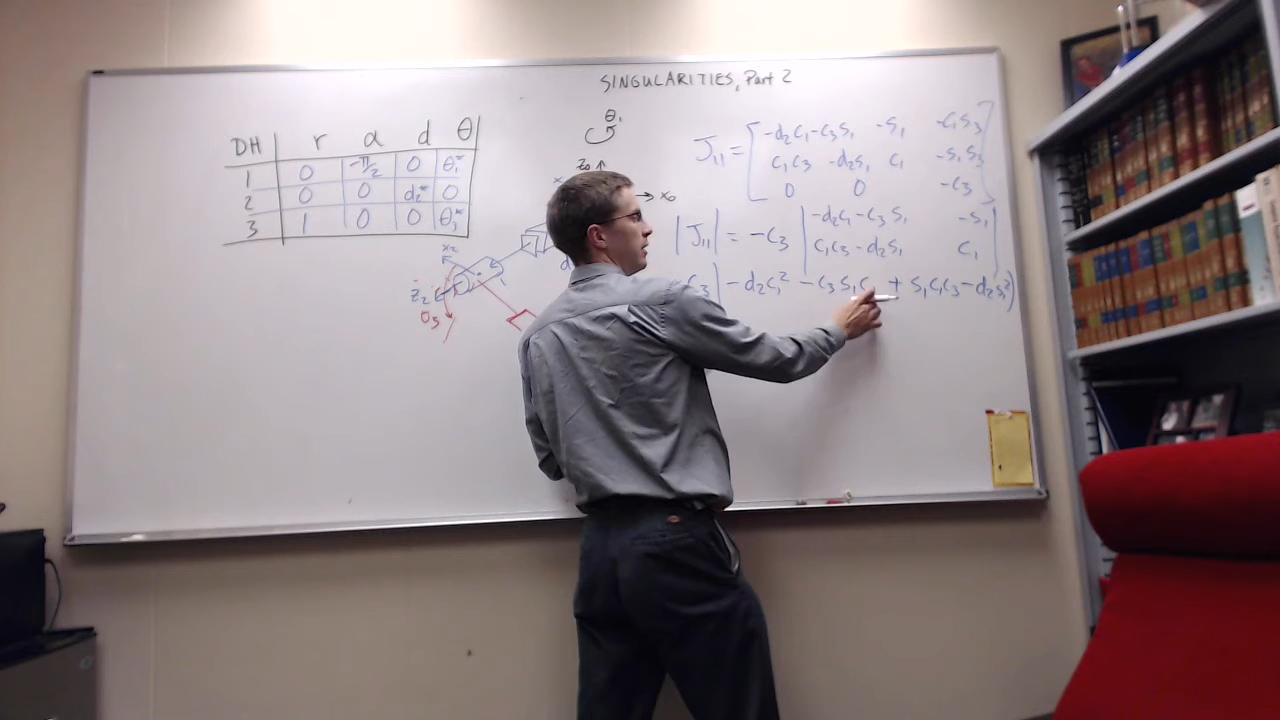 SINGULARITIES, Part 2
DH r α d θ
1 0 -π/2 0 θ₁*
2 0 0 d₂* 0
3 1 0 0 θ₃*
θ₁
z₀
x₀
x₂
z₂
θ₃
J₁₁ = [ -d₂c₁-c₃s₁ -s₁ -c₁s₃
c₁c₃ -d₂s₁ c₁ -s₁s₃
0 0 -c₃ ]
|J₁₁| = -c₃ | -d₂c₁-c₃s₁ -s₁ |
| c₁c₃-d₂s₁ c₁ |
c₃ | -d₂c₁² -c₃s₁c + s₁c₁c₃-d₂s₁²)